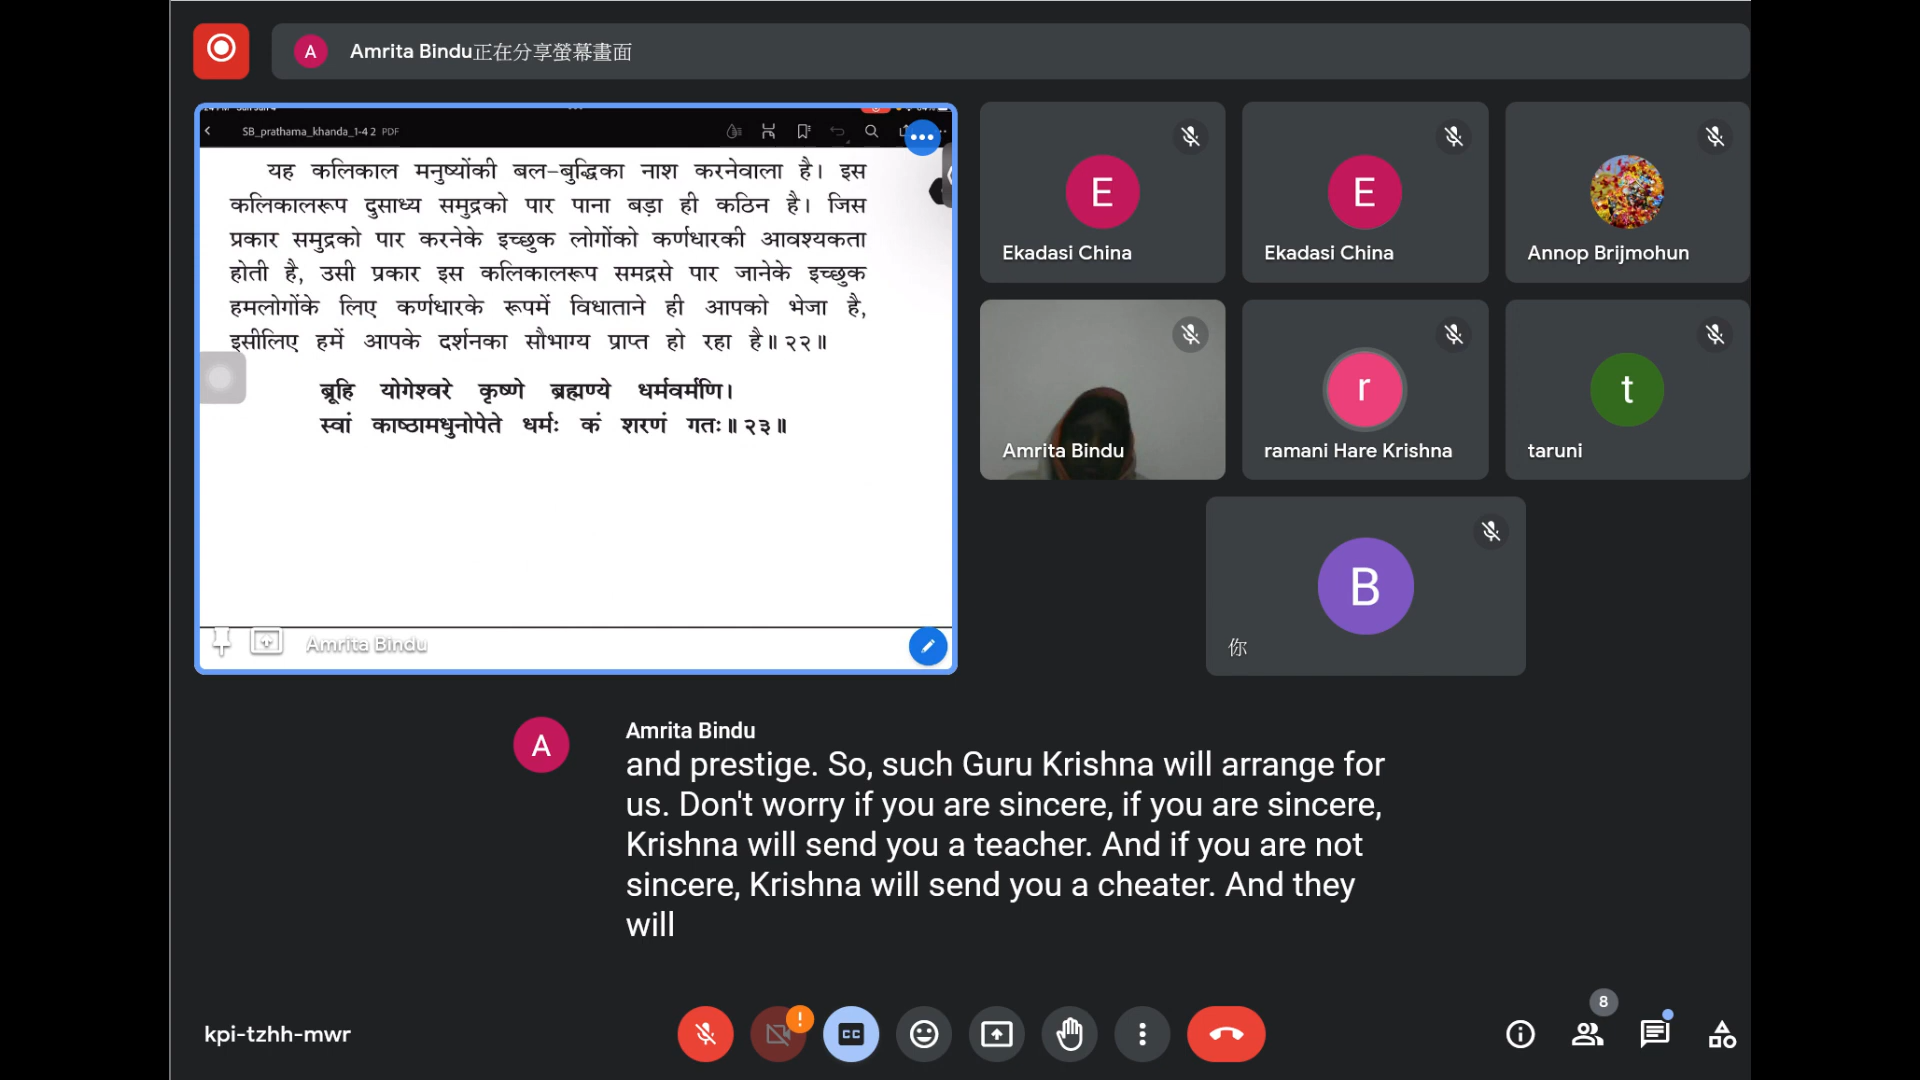 A Amrita Bindu正在分享螢幕畫面
SB_prathama_khanda_1-4 2 PDF
यह कलिकाल मनुष्योंकी बल-बुद्धिका नाश करनेवाला है। इस
कलिकालरूप दुसाध्य समुद्रको पार पाना बड़ा ही कठिन है। जिस
प्रकार समुद्रको पार करनेके इच्छुक लोगोंको कर्णधारकी आवश्यकता
होती है, उसी प्रकार इस कलिकालरूप समद्रसे पार जानेके इच्छुक
हमलोगोंके लिए कर्णधारके रूपमें विधाताने ही आपको भेजा है,
इसीलिए हमें आपके दर्शनका सौभाग्य प्राप्त हो रहा है॥ २२॥
ब्रूहि योगेश्वरे कृष्णे ब्रह्मण्ये धर्मवर्मणि।
स्वां काष्ठामधुनोपेते धर्मः कं शरणं गतः॥ २३॥
Amrita Bindu
E
Ekadasi China
E
Ekadasi China
Annop Brijmohun
Amrita Bindu
r
ramani Hare Krishna
t
taruni
B
你
A
Amrita Bindu
and prestige. So, such Guru Krishna will arrange for
us. Don't worry if you are sincere, if you are sincere,
Krishna will send you a teacher. And if you are not
sincere, Krishna will send you a cheater. And they
will
kpi-tzhh-mwr
!
CC
8